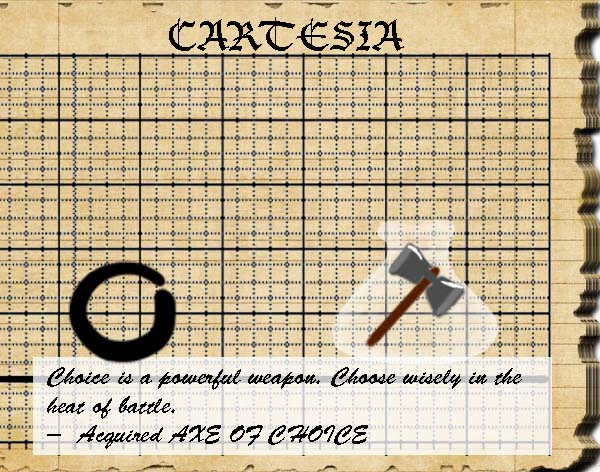 CARTESIA
Choice is a powerful weapon. Choose wisely in the
heat of battle.
— Acquired AXE OF CHOICE